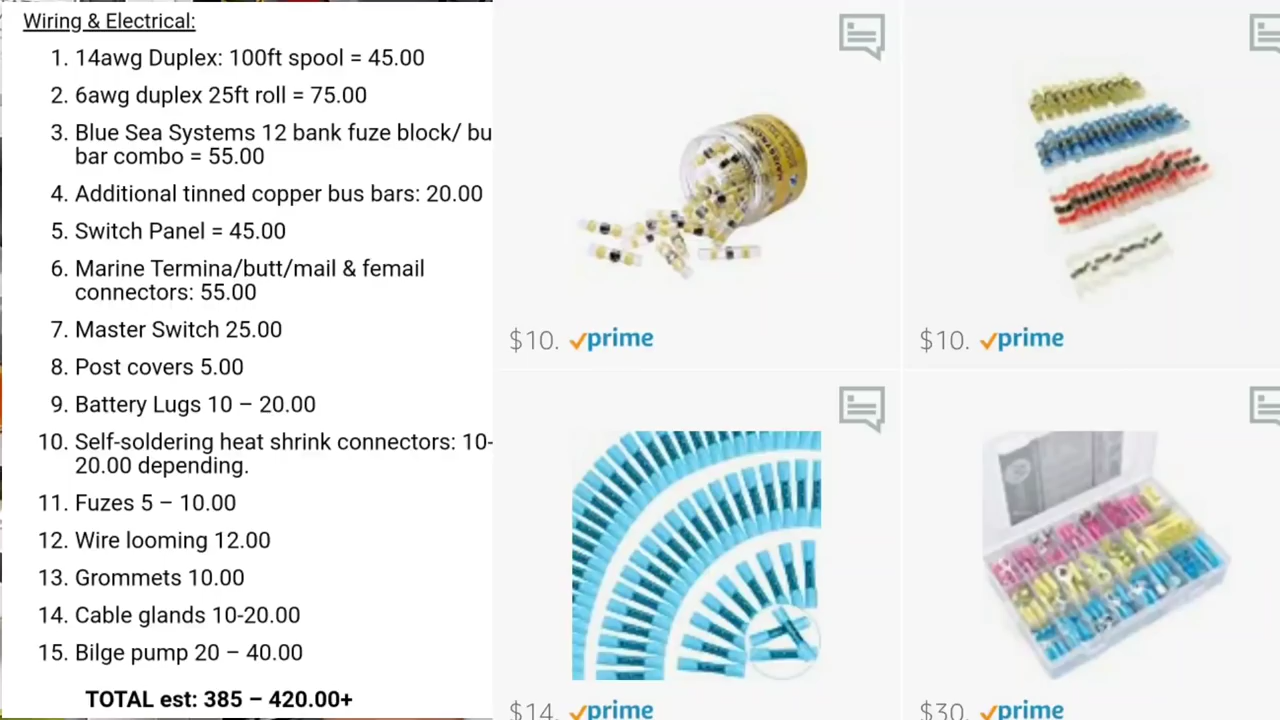 Wiring & Electrical:
1. 14awg Duplex: 100ft spool = 45.00
2. 6awg duplex 25ft roll = 75.00
3. Blue Sea Systems 12 bank fuze block/ bu
bar combo = 55.00
4. Additional tinned copper bus bars: 20.00
5. Switch Panel = 45.00
6. Marine Termina/butt/mail & femail
connectors: 55.00
7. Master Switch 25.00
8. Post covers 5.00
9. Battery Lugs 10 – 20.00
10. Self-soldering heat shrink connectors: 10-
20.00 depending.
11. Fuzes 5 – 10.00
12. Wire looming 12.00
13. Grommets 10.00
14. Cable glands 10-20.00
15. Bilge pump 20 – 40.00
TOTAL est: 385 – 420.00+
$10. prime
$10. prime
$14. prime
$30. prime